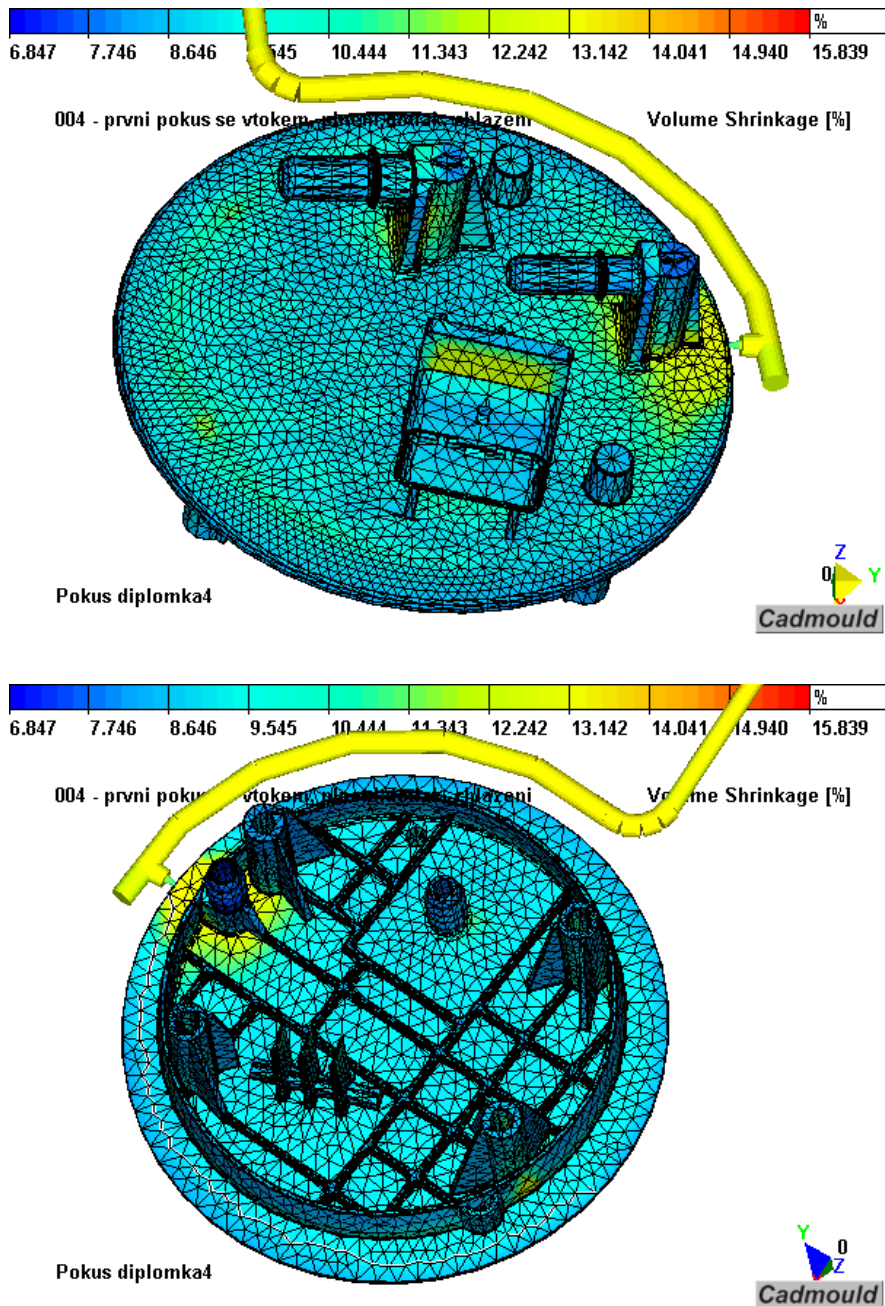 %
6.847 7.746 8.646 545 10.444 11.343 12.242 13.142 14.041 14.940 15.839
004 - prvni pokus se vtokem, Volume Shrinkage [%]
Z
0 Y
Pokus diplomka4
Cadmould
%
6.847 7.746 8.646 9.545 10.444 11.343 12.242 13.142 14.041 14.940 15.839
004 - prvni pokus vtokem, Volume Shrinkage [%]
Y 0
Z
Pokus diplomka4
Cadmould